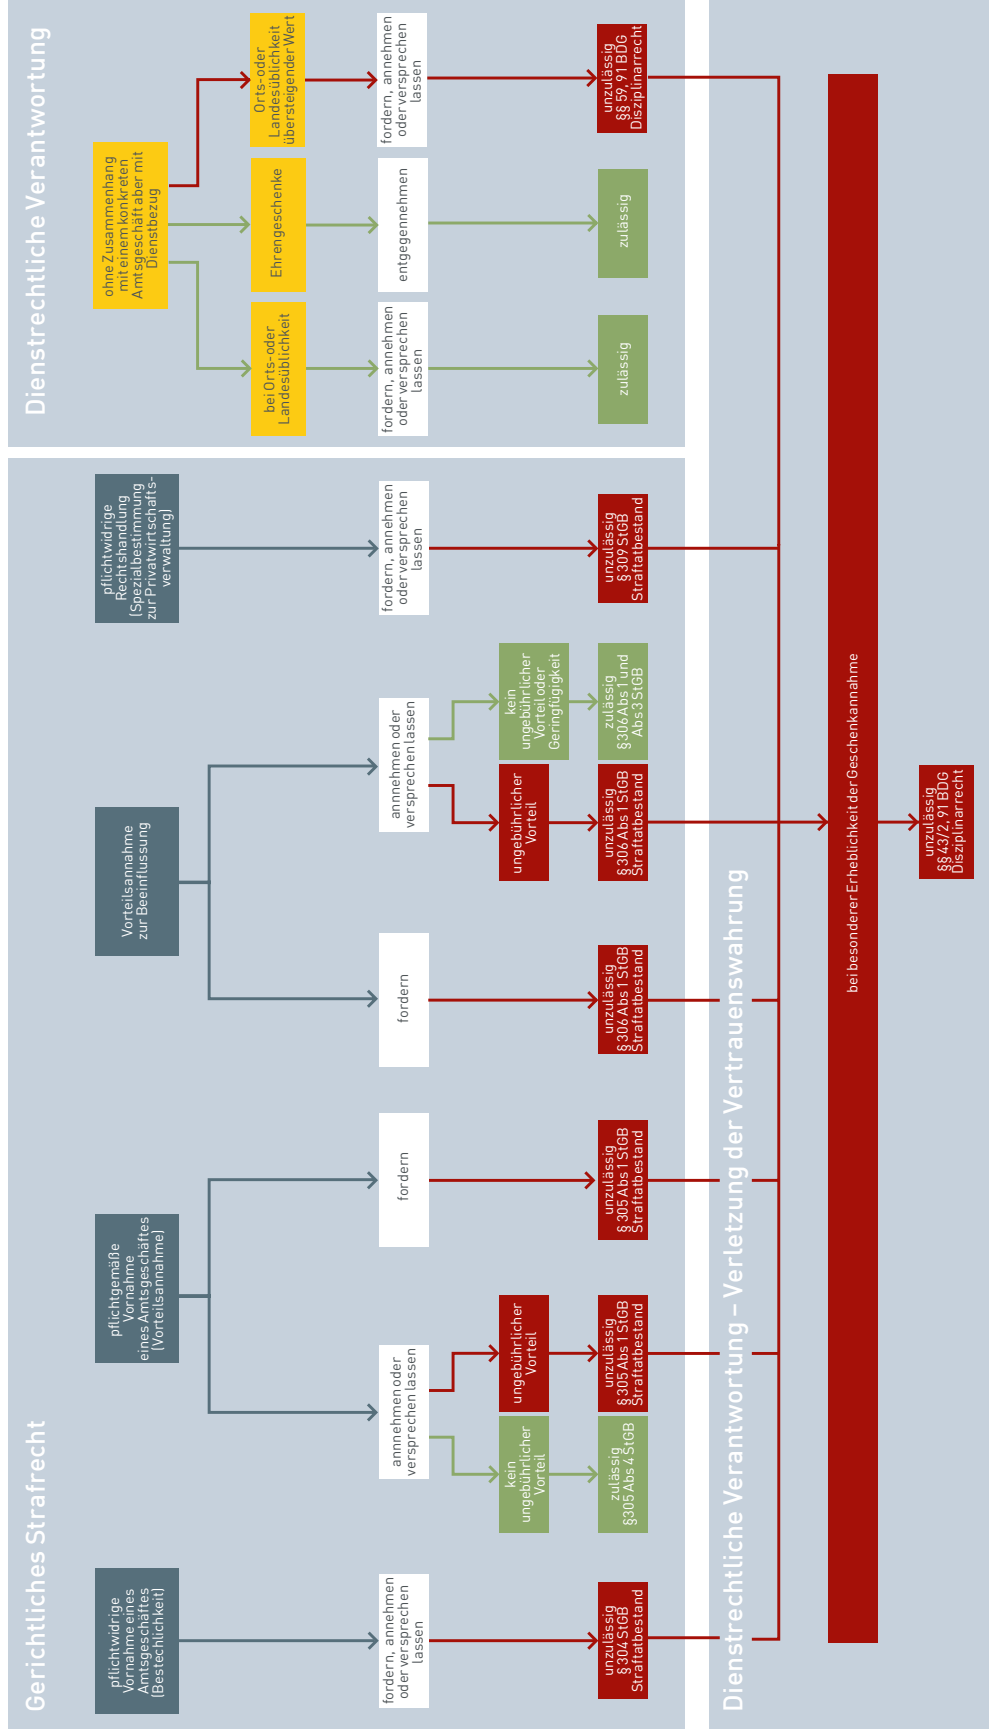 Gerichtliches Strafrecht
pflichtwidrige
Vornahme eines
Amtsgeschäftes
(Bestechlichkeit)
fordern, annehmen
oder versprechen
lassen
unzulässig
§ 304 StGB
Straftatbestand
pflichtgemäße
Vornahme
eines Amtsgeschäftes
(Vorteilsannahme)
annnehmen oder
versprechen lassen
kein
ungebührlicher
Vorteil
zulässig
§305 Abs 4 StGB
ungebührlicher
Vorteil
unzulässig
§ 305 Abs 1 StGB
Straftatbestand
fordern
unzulässig
§ 305 Abs 1 StGB
Straftatbestand
Vorteilsannahme
zur Beeinflussung
fordern
unzulässig
§ 306 Abs 1 StGB
Straftatbestand
annnehmen oder
versprechen lassen
ungebührlicher
Vorteil
unzulässig
§ 306 Abs 1 StGB
Straftatbestand
kein
ungebührlicher
Vorteil oder
Geringfügigkeit
zulässig
§ 306 Abs 1 und
Abs 3 StGB
pflichtwidrige
Rechtshandlung
(Spezialbestimmung
zur Privatwirtschafts-
verwaltung)
fordern, annehmen
oder versprechen
lassen
unzulässig
§ 309 StGB
Straftatbestand
Dienstrechtliche Verantwortung
ohne Zusammenhang
mit einem konkreten
Amtsgeschäft aber mit
Dienstbezug
bei Orts- oder
Landesüblichkeit
fordern, annehmen
oder versprechen
lassen
zulässig
Ehrengeschenke
entgegennehmen
zulässig
Orts- oder
Landesüblichkeit
übersteigender Wert
fordern, annehmen
oder versprechen
lassen
unzulässig
§§ 59, 91 BDG
Disziplinarrecht
Dienstrechtliche Verantwortung – Verletzung der Vertrauenswahrung
bei besonderer Erheblichkeit der Geschenkannahme
unzulässig
§§ 43/2, 91 BDG
Disziplinarrecht